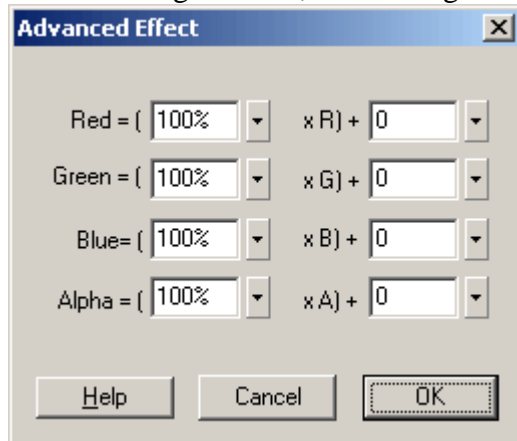 Advanced Effect
Red = ( 100% x R) + 0
Green = ( 100% x G) + 0
Blue= ( 100% x B) + 0
Alpha = ( 100% x A) + 0
Help Cancel OK